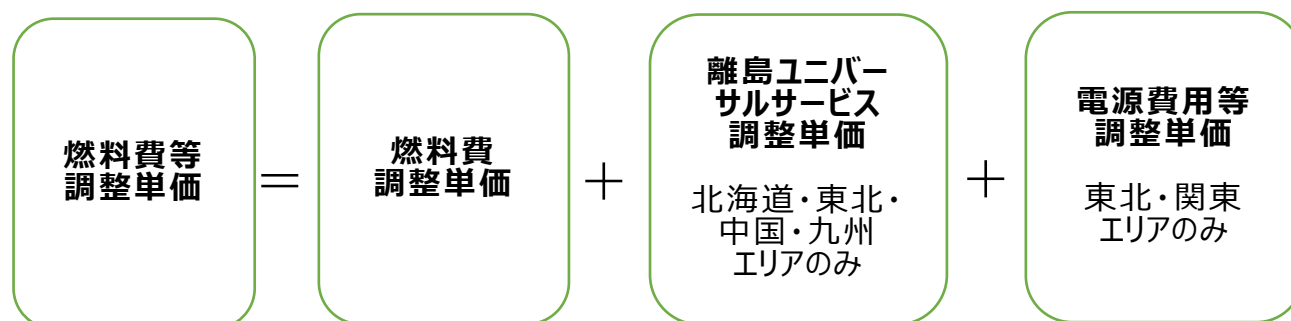 燃料費等
調整単価
＝
燃料費
調整単価
＋
離島ユニバー
サルサービス
調整単価
北海道・東北・
中国・九州
エリアのみ
＋
電源費用等
調整単価
東北・関東
エリアのみ